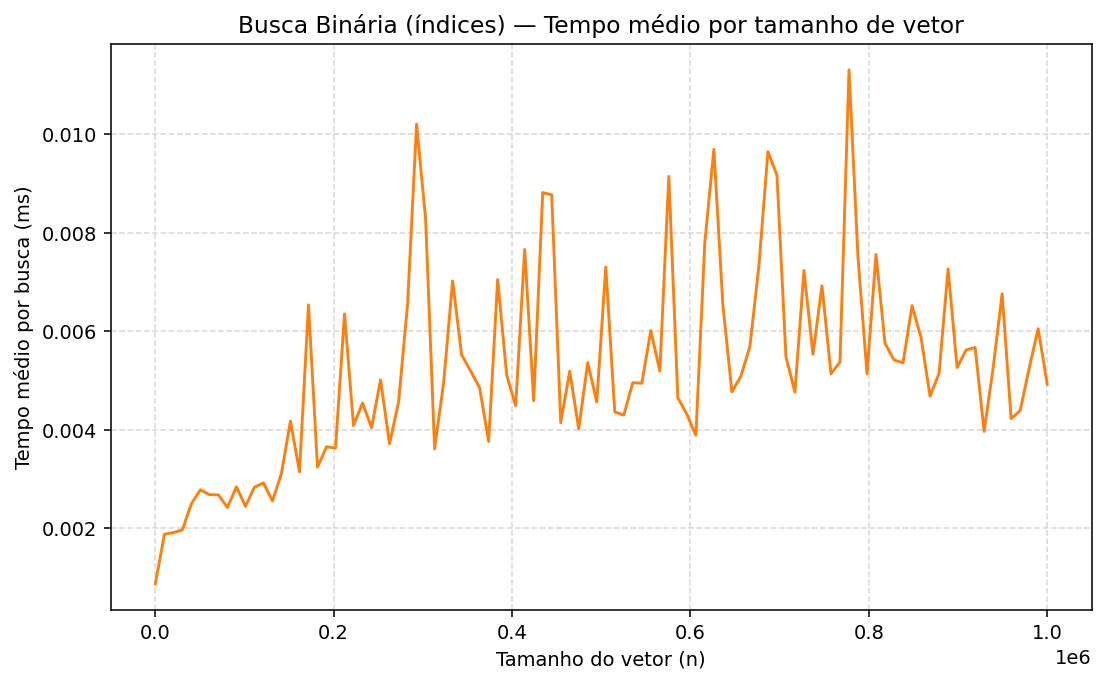 Busca Binária (índices) — Tempo médio por tamanho de vetor
Tempo médio por busca (ms)
0.010
0.008
0.006
0.004
0.002
0.0 0.2 0.4 0.6 0.8 1.0
1e6
Tamanho do vetor (n)